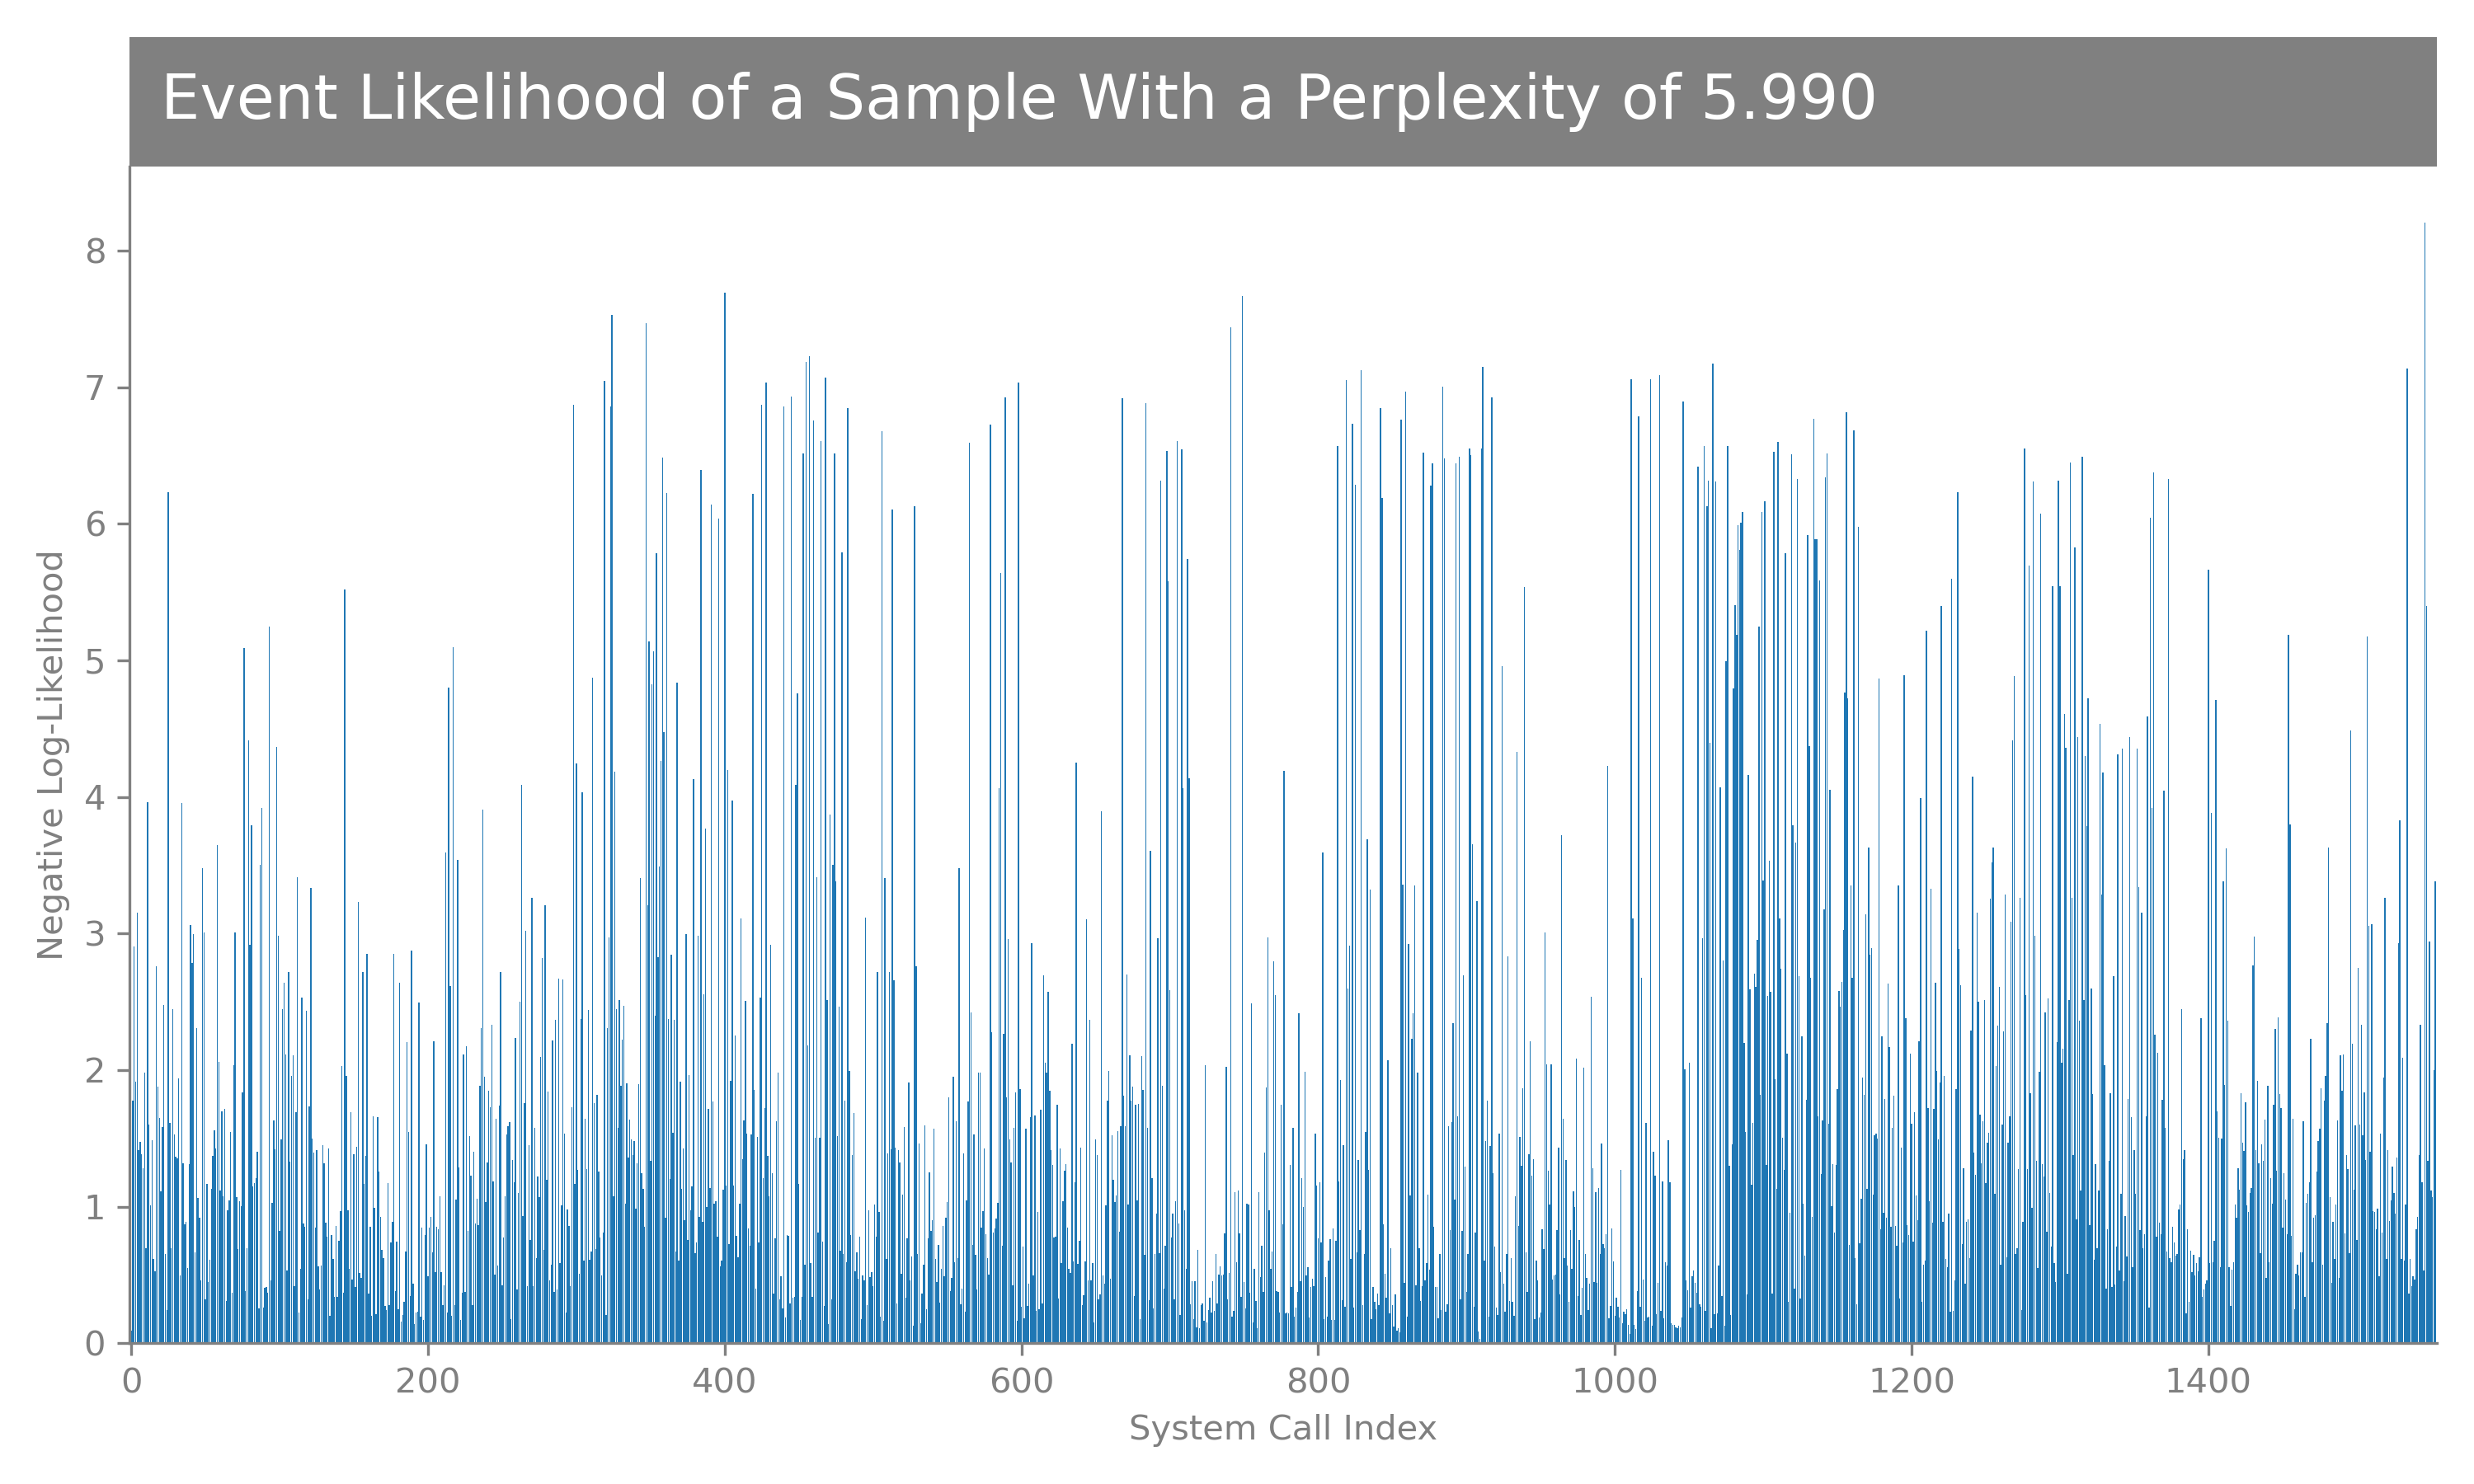 Event Likelihood of a Sample With a Perplexity of 5.990
8
7
6
5
4
3
2
1
0
Negative Log-Likelihood
0 200 400 600 800 1000 1200 1400
System Call Index